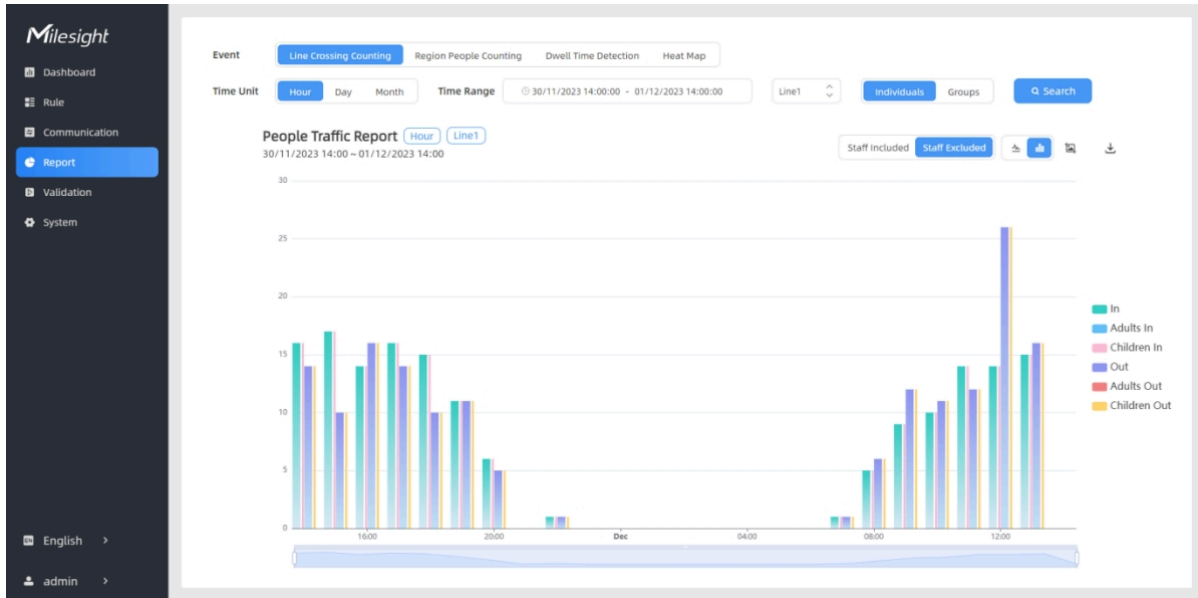 Milesight
Dashboard
Rule
Communication
Report
Validation
System
EN English >
admin >
Event Line Crossing Counting Region People Counting Dwell Time Detection Heat Map
Time Unit Hour Day Month Time Range 30/11/2023 14:00:00 - 01/12/2023 14:00:00 Line1 Individuals Groups Search
People Traffic Report Hour Line1
30/11/2023 14:00 ~ 01/12/2023 14:00
Staff Included Staff Excluded
30
25
20
15
10
5
0
16:00 20:00 Dec 04:00 08:00 12:00
In
Adults In
Children In
Out
Adults Out
Children Out